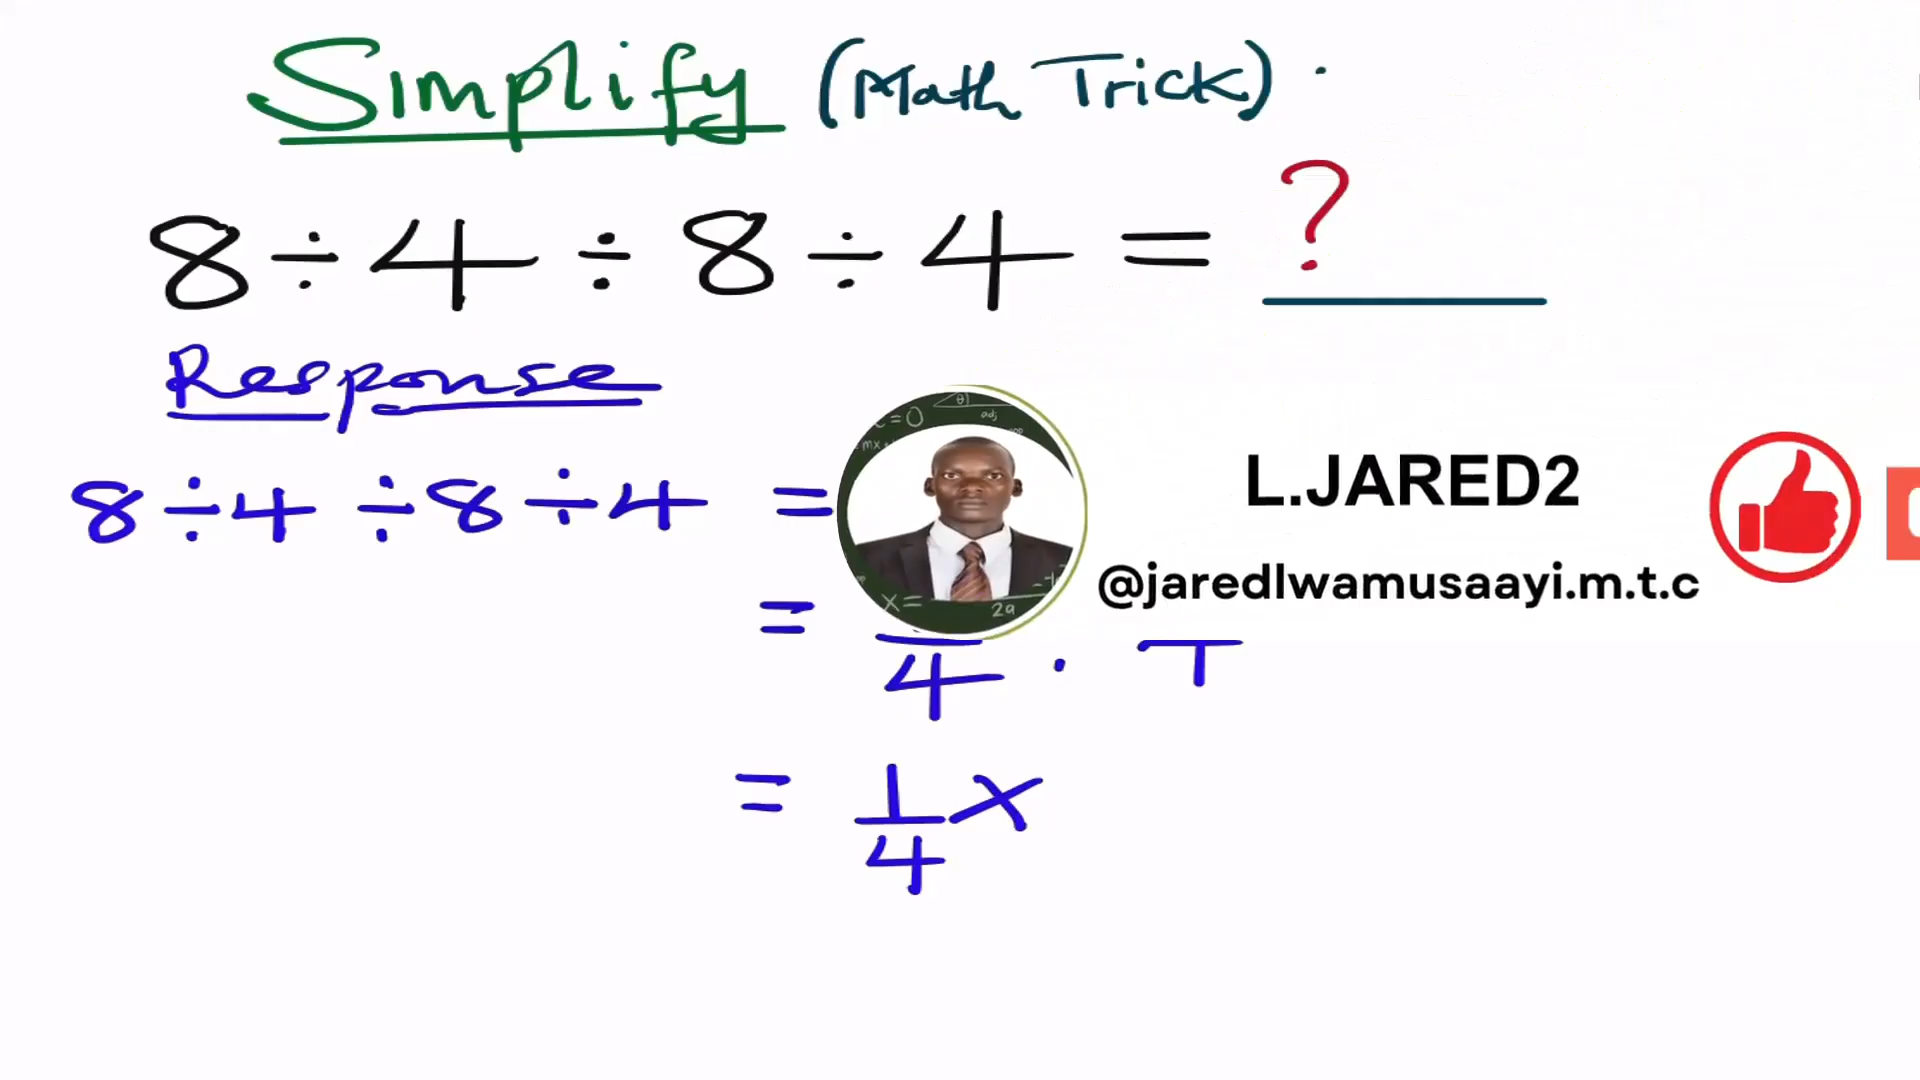 Simplify (Math Trick).
8 ÷ 4 ÷ 8 ÷ 4 = ?
Response
8 ÷ 4 ÷ 8 ÷ 4 =
L.JARED2
@jaredlwamusaayi.m.t.c
=
4 .
= 1/4 x